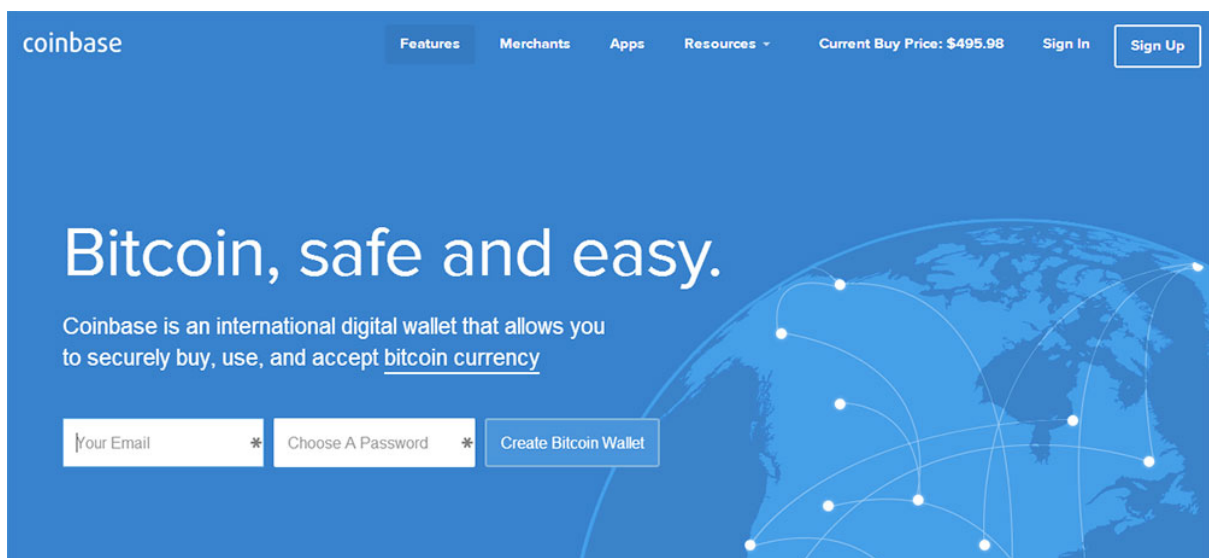 coinbase
Features Merchants Apps Resources Current Buy Price: $495.98 Sign In Sign Up
Bitcoin, safe and easy.
Coinbase is an international digital wallet that allows you
to securely buy, use, and accept bitcoin currency
Your Email * Choose A Password * Create Bitcoin Wallet